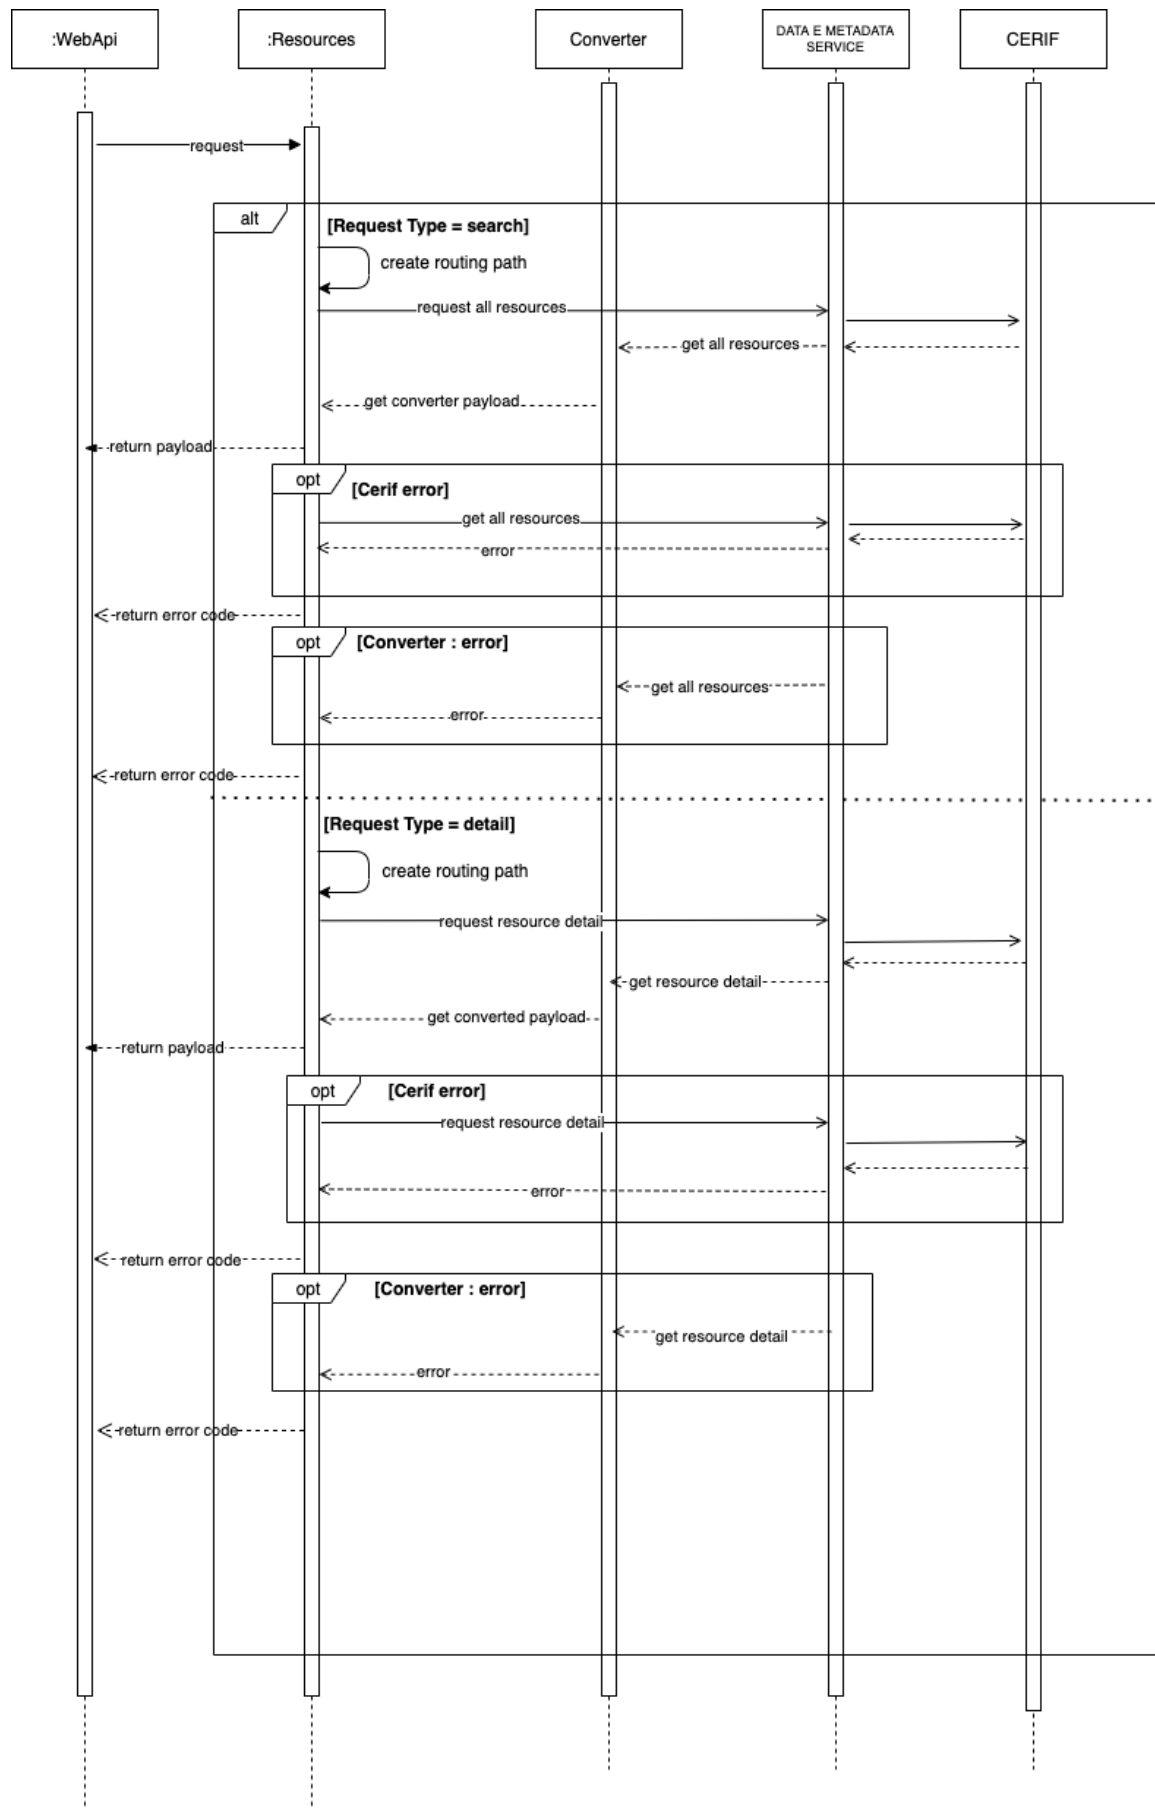 :WebApi
:Resources
Converter
DATA E METADATA
SERVICE
CERIF
request
alt
[Request Type = search]
create routing path
request all resources
get all resources
get converter payload
return payload
opt
[Cerif error]
get all resources
error
return error code
opt
[Converter : error]
get all resources
error
return error code
[Request Type = detail]
create routing path
request resource detail
get resource detail
get converted payload
return payload
opt
[Cerif error]
request resource detail
error
return error code
opt
[Converter : error]
get resource detail
error
return error code